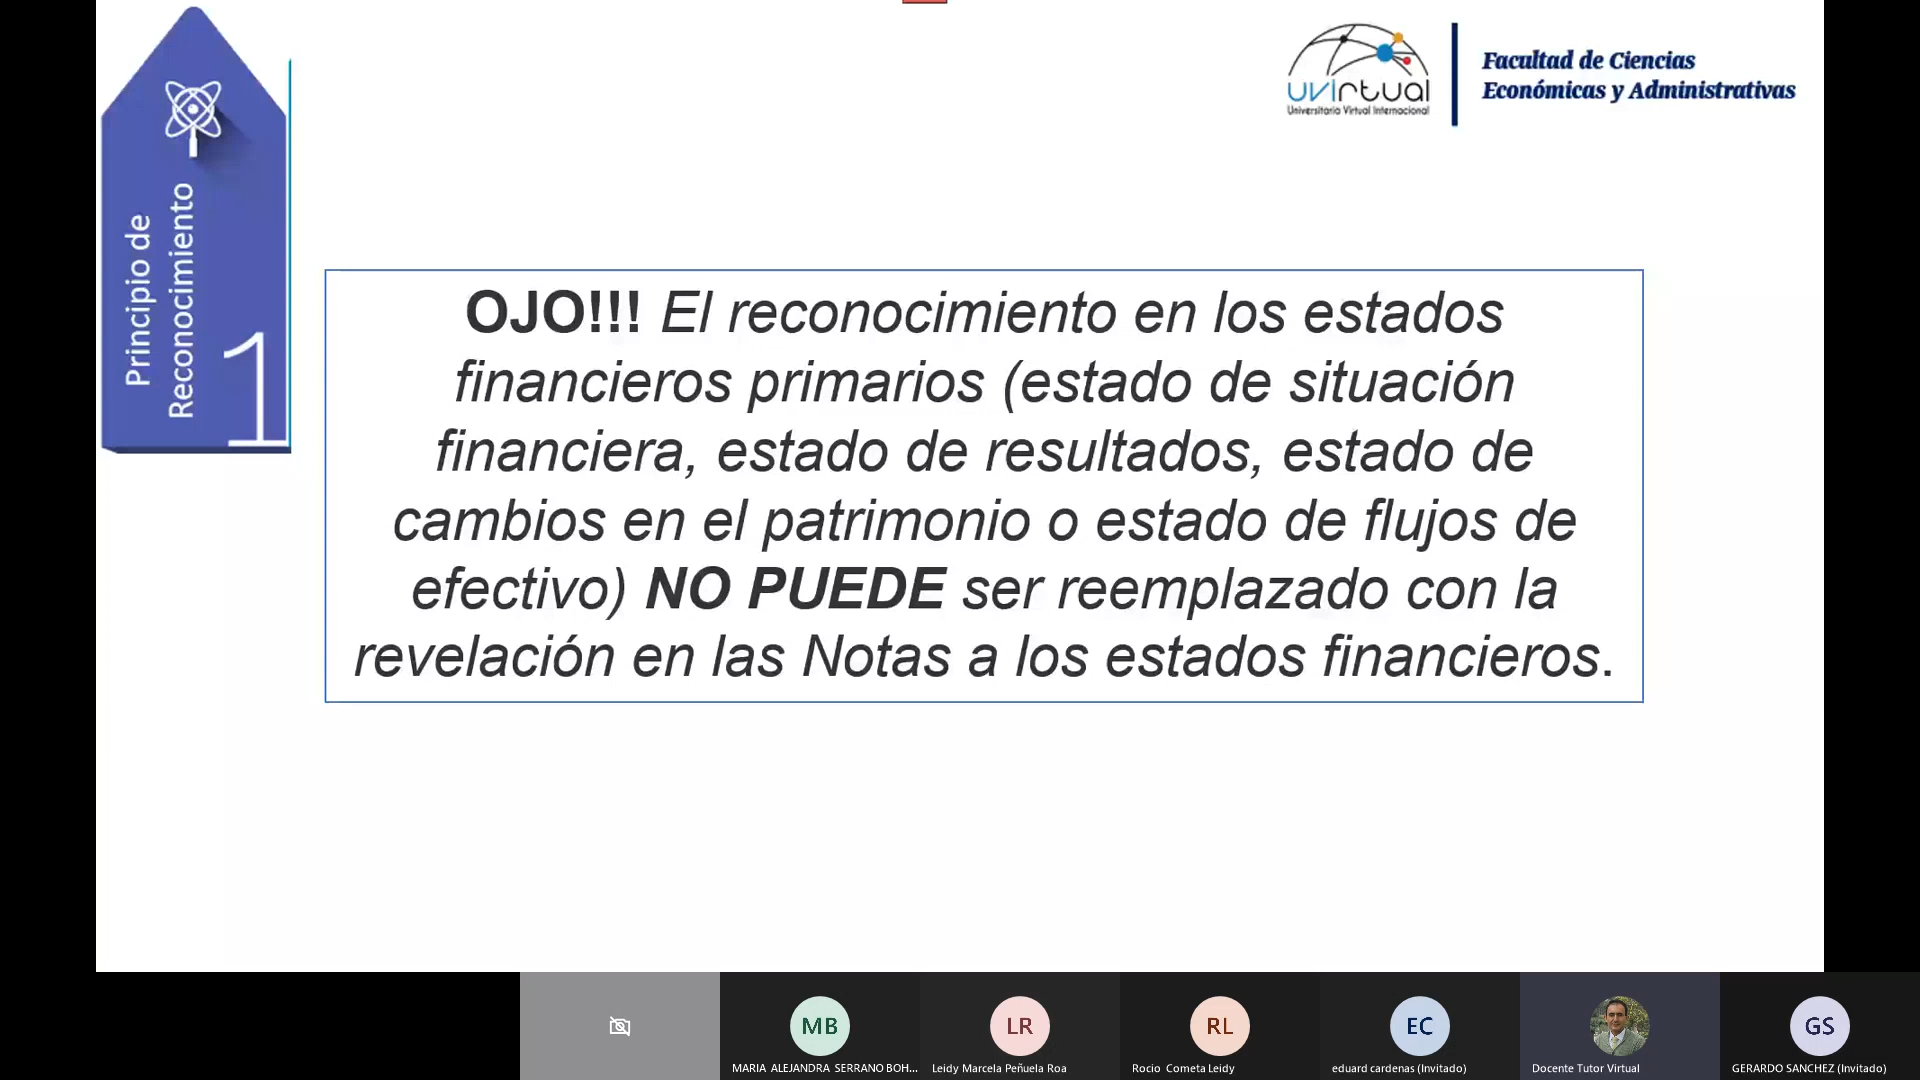 Principio de
Reconocimiento
1
uvirtual
Universitaria Virtual Internacional
Facultad de Ciencias
Económicas y Administrativas
OJO!!! El reconocimiento en los estados
financieros primarios (estado de situación
financiera, estado de resultados, estado de
cambios en el patrimonio o estado de flujos de
efectivo) NO PUEDE ser reemplazado con la
revelación en las Notas a los estados financieros.
MB
LR
RL
EC
GS
MARIA ALEJANDRA SERRANO BOH...
Leidy Marcela Peñuela Roa
Rocio Cometa Leidy
eduard cardenas (Invitado)
Docente Tutor Virtual
GERARDO SANCHEZ (Invitado)